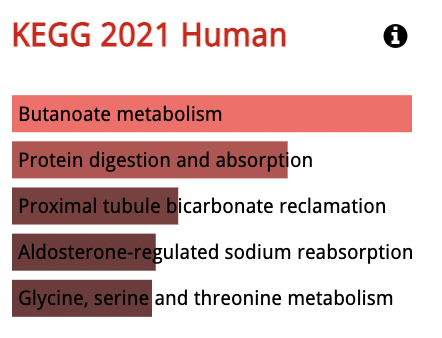 KEGG 2021 Human
Butanoate metabolism
Protein digestion and absorption
Proximal tubule bicarbonate reclamation
Aldosterone-regulated sodium reabsorption
Glycine, serine and threonine metabolism